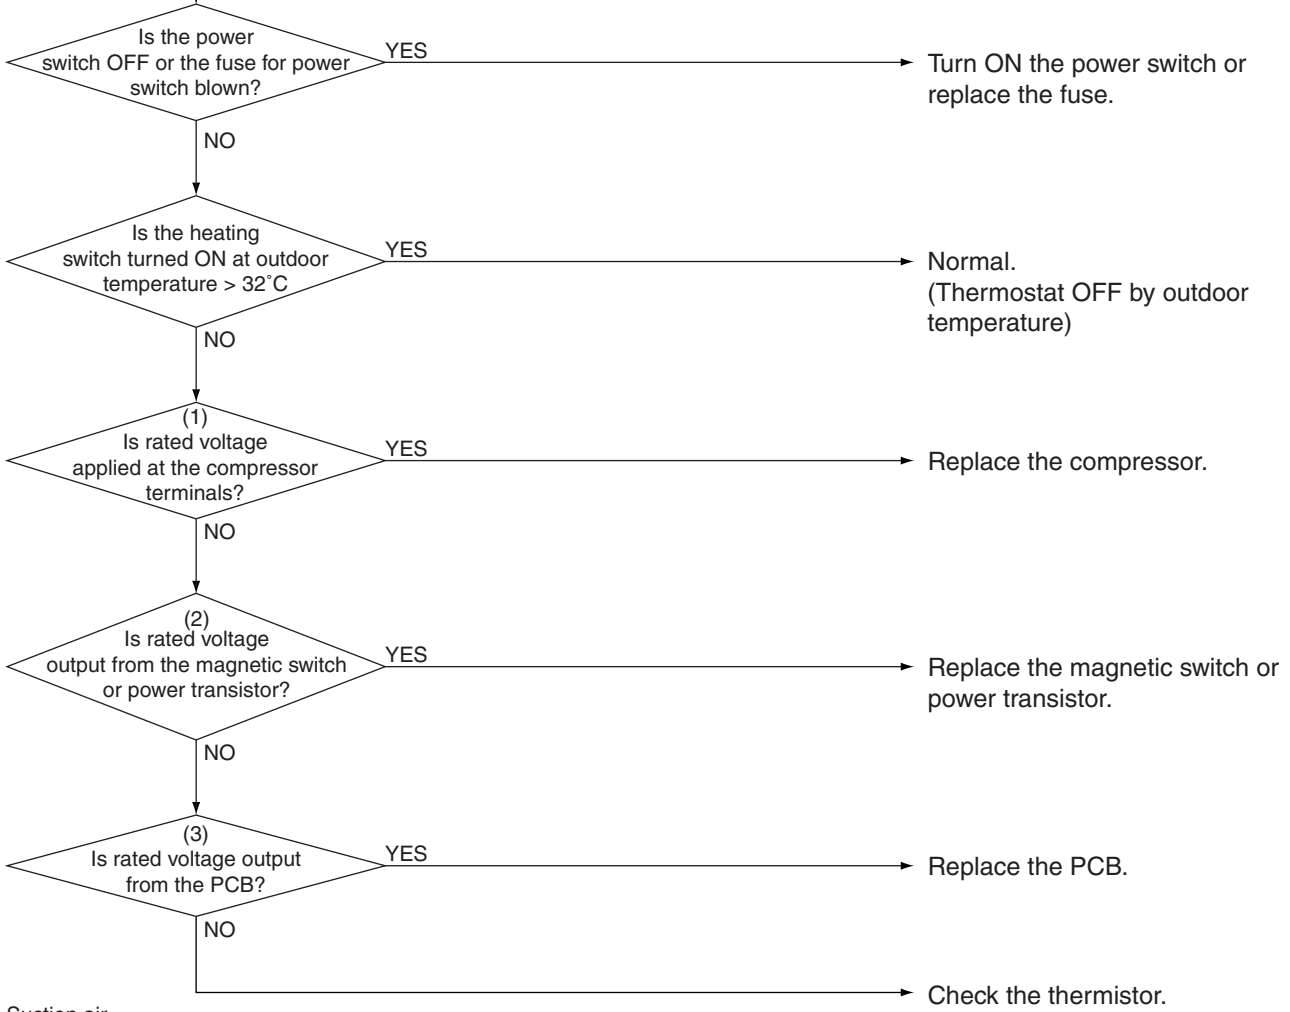 Is the power
switch OFF or the fuse for power
switch blown?
YES
Turn ON the power switch or
replace the fuse.
NO
Is the heating
switch turned ON at outdoor
temperature > 32˚C
YES
Normal.
(Thermostat OFF by outdoor
temperature)
NO
(1)
Is rated voltage
applied at the compressor
terminals?
YES
Replace the compressor.
NO
(2)
Is rated voltage
output from the magnetic switch
or power transistor?
YES
Replace the magnetic switch or
power transistor.
NO
(3)
Is rated voltage output
from the PCB?
YES
Replace the PCB.
NO
Check the thermistor.